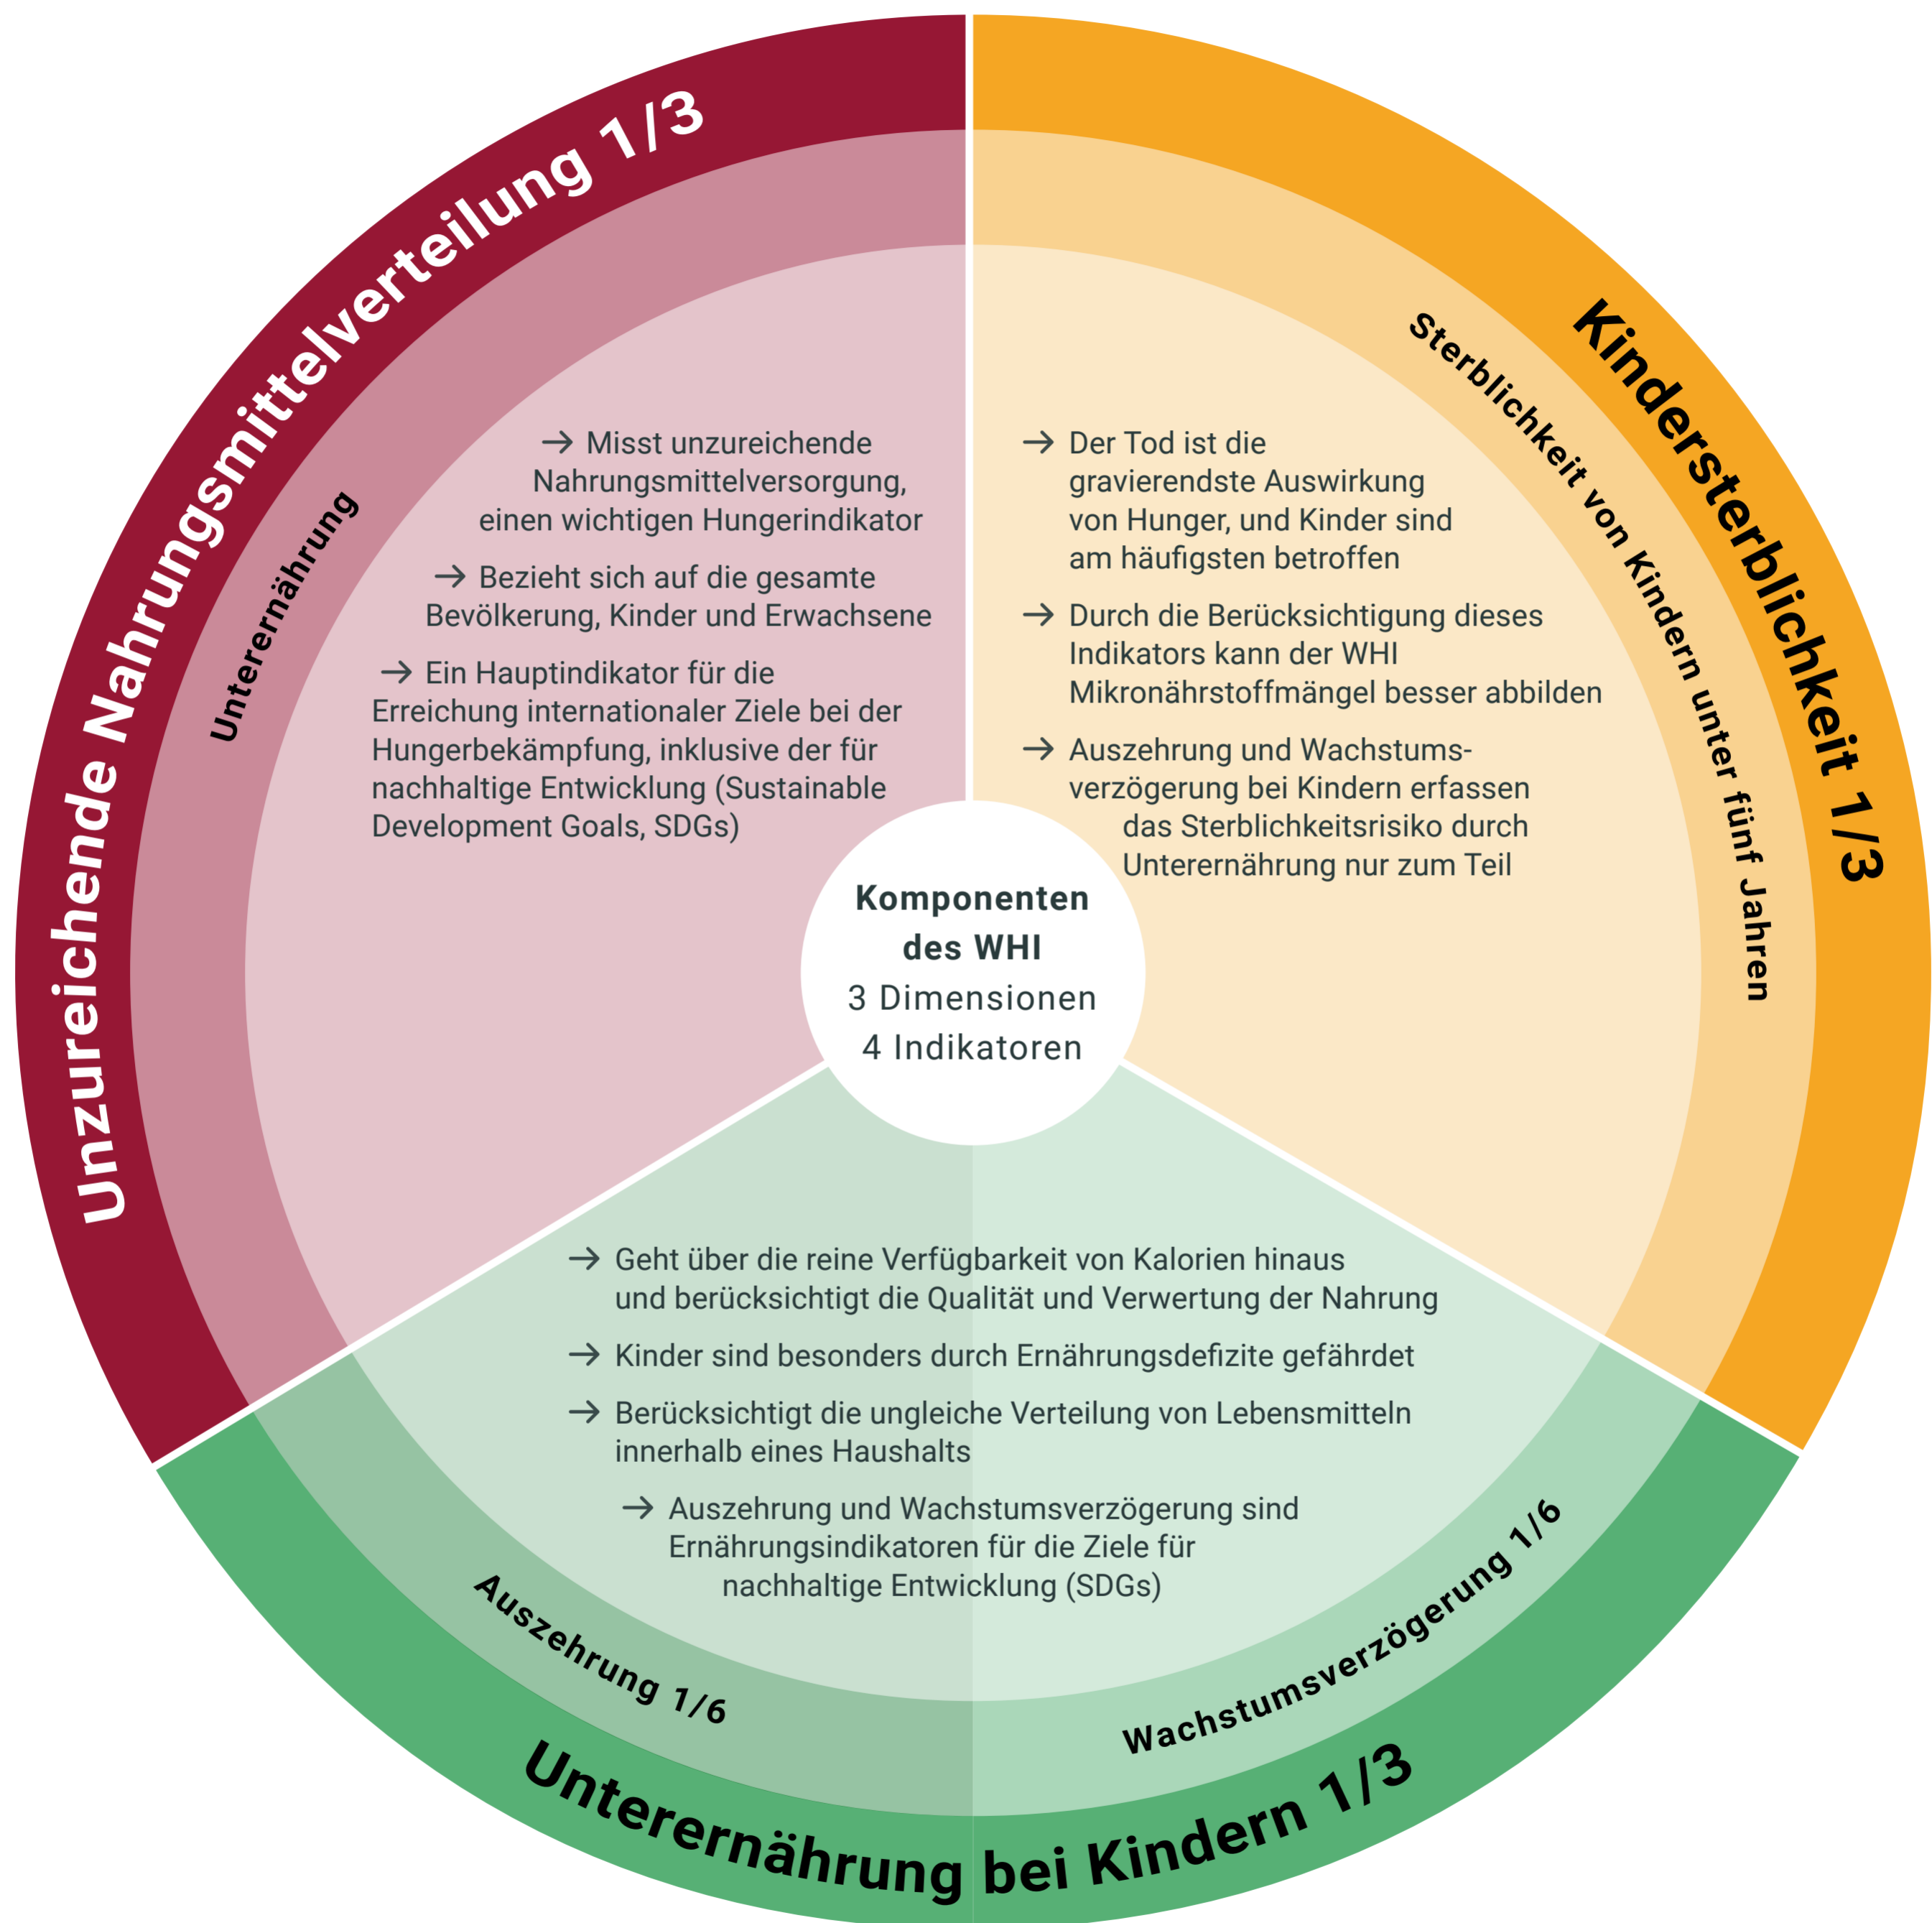 Unzureichende Nahrungsmittelverteilung 1/3
Unterernährung
→ Misst unzureichende
Nahrungsmittelversorgung,
einen wichtigen Hungerindikator
→ Bezieht sich auf die gesamte
Bevölkerung, Kinder und Erwachsene
→ Ein Hauptindikator für die
Erreichung internationaler Ziele bei der
Hungerbekämpfung, inklusive der für
nachhaltige Entwicklung (Sustainable
Development Goals, SDGs)
Kindersterblichkeit 1/3
Sterblichkeit von Kindern unter fünf Jahren
→ Der Tod ist die
gravierendste Auswirkung
von Hunger, und Kinder sind
am häufigsten betroffen
→ Durch die Berücksichtigung dieses
Indikators kann der WHI
Mikronährstoffmängel besser abbilden
→ Auszehrung und Wachstums-
verzögerung bei Kindern erfassen
das Sterblichkeitsrisiko durch
Unterernährung nur zum Teil
Komponenten
des WHI
3 Dimensionen
4 Indikatoren
→ Geht über die reine Verfügbarkeit von Kalorien hinaus
und berücksichtigt die Qualität und Verwertung der Nahrung
→ Kinder sind besonders durch Ernährungsdefizite gefährdet
→ Berücksichtigt die ungleiche Verteilung von Lebensmitteln
innerhalb eines Haushalts
→ Auszehrung und Wachstumsverzögerung sind
Ernährungsindikatoren für die Ziele für
nachhaltige Entwicklung (SDGs)
Auszehrung 1/6
Wachstumsverzögerung 1/6
Unterernährung bei Kindern 1/3